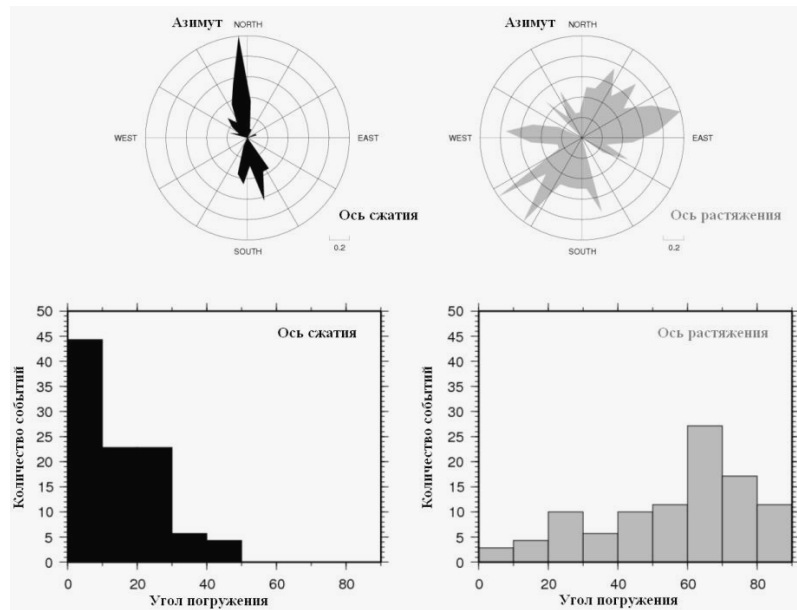 Азимут
NORTH
WEST
EAST
SOUTH
Ось сжатия
0.2
Азимут
NORTH
WEST
EAST
SOUTH
Ось растяжения
0.2
Ось сжатия
Количество событий
50
45
40
35
30
25
20
15
10
5
0
0 20 40 60 80
Угол погружения
Ось растяжения
Количество событий
50
45
40
35
30
25
20
15
10
5
0
0 20 40 60 80
Угол погружения